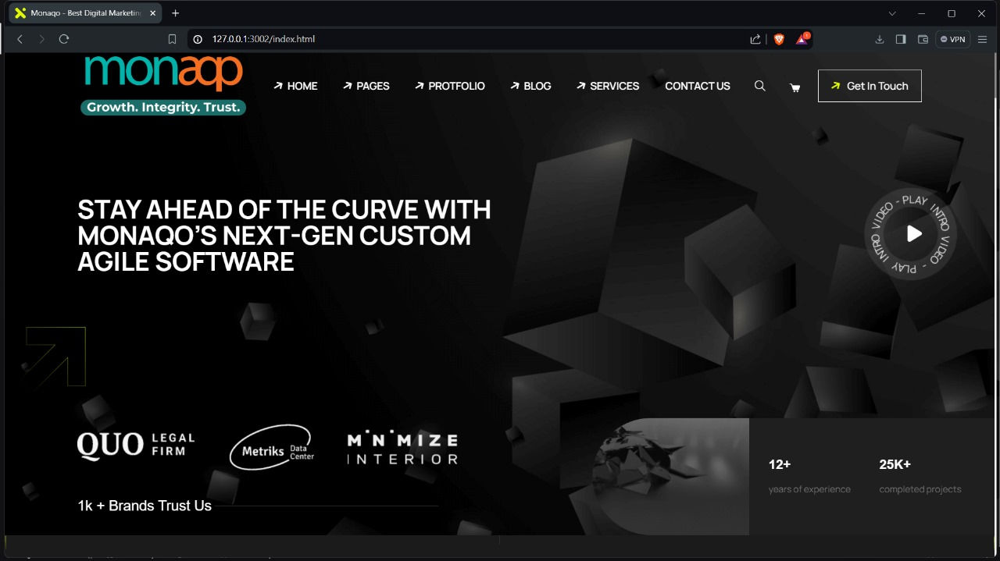 Monaqo - Best Digital Marketin
127.0.0.1:3002/index.html
VPN
monaqo
Growth. Integrity. Trust.
HOME
PAGES
PROTFOLIO
BLOG
SERVICES
CONTACT US
Get In Touch
STAY AHEAD OF THE CURVE WITH
MONAQO'S NEXT-GEN CUSTOM
AGILE SOFTWARE
PLAY INTRO VIDEO - PLAY INTRO VIDEO -
QUO LEGAL
FIRM
Metriks Data
Center
MINIMIZE
INTERIOR
12+
years of experience
25K+
completed projects
1k + Brands Trust Us